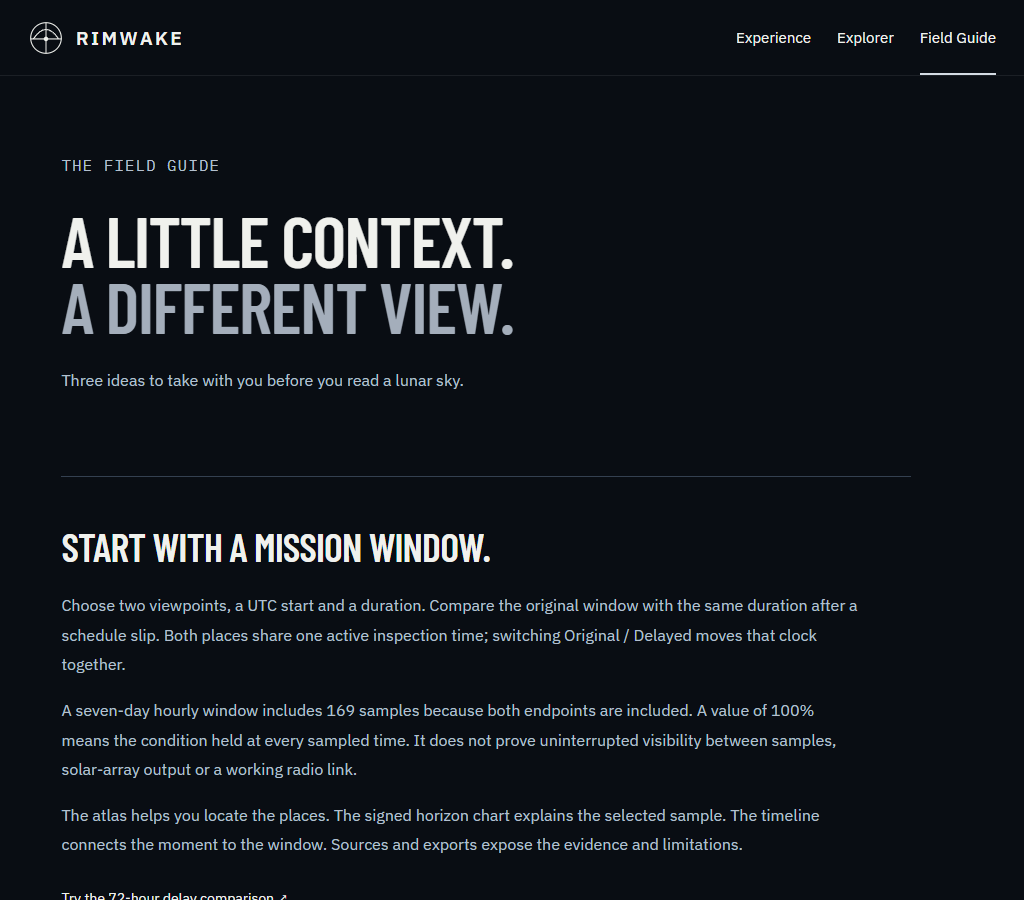 RIMWAKE
Experience Explorer Field Guide
THE FIELD GUIDE
A LITTLE CONTEXT.
A DIFFERENT VIEW.
Three ideas to take with you before you read a lunar sky.
START WITH A MISSION WINDOW.
Choose two viewpoints, a UTC start and a duration. Compare the original window with the same duration after a
schedule slip. Both places share one active inspection time; switching Original / Delayed moves that clock
together.
A seven-day hourly window includes 169 samples because both endpoints are included. A value of 100%
means the condition held at every sampled time. It does not prove uninterrupted visibility between samples,
solar-array output or a working radio link.
The atlas helps you locate the places. The signed horizon chart explains the selected sample. The timeline
connects the moment to the window. Sources and exports expose the evidence and limitations.
Try the 72-hour delay comparison ↗